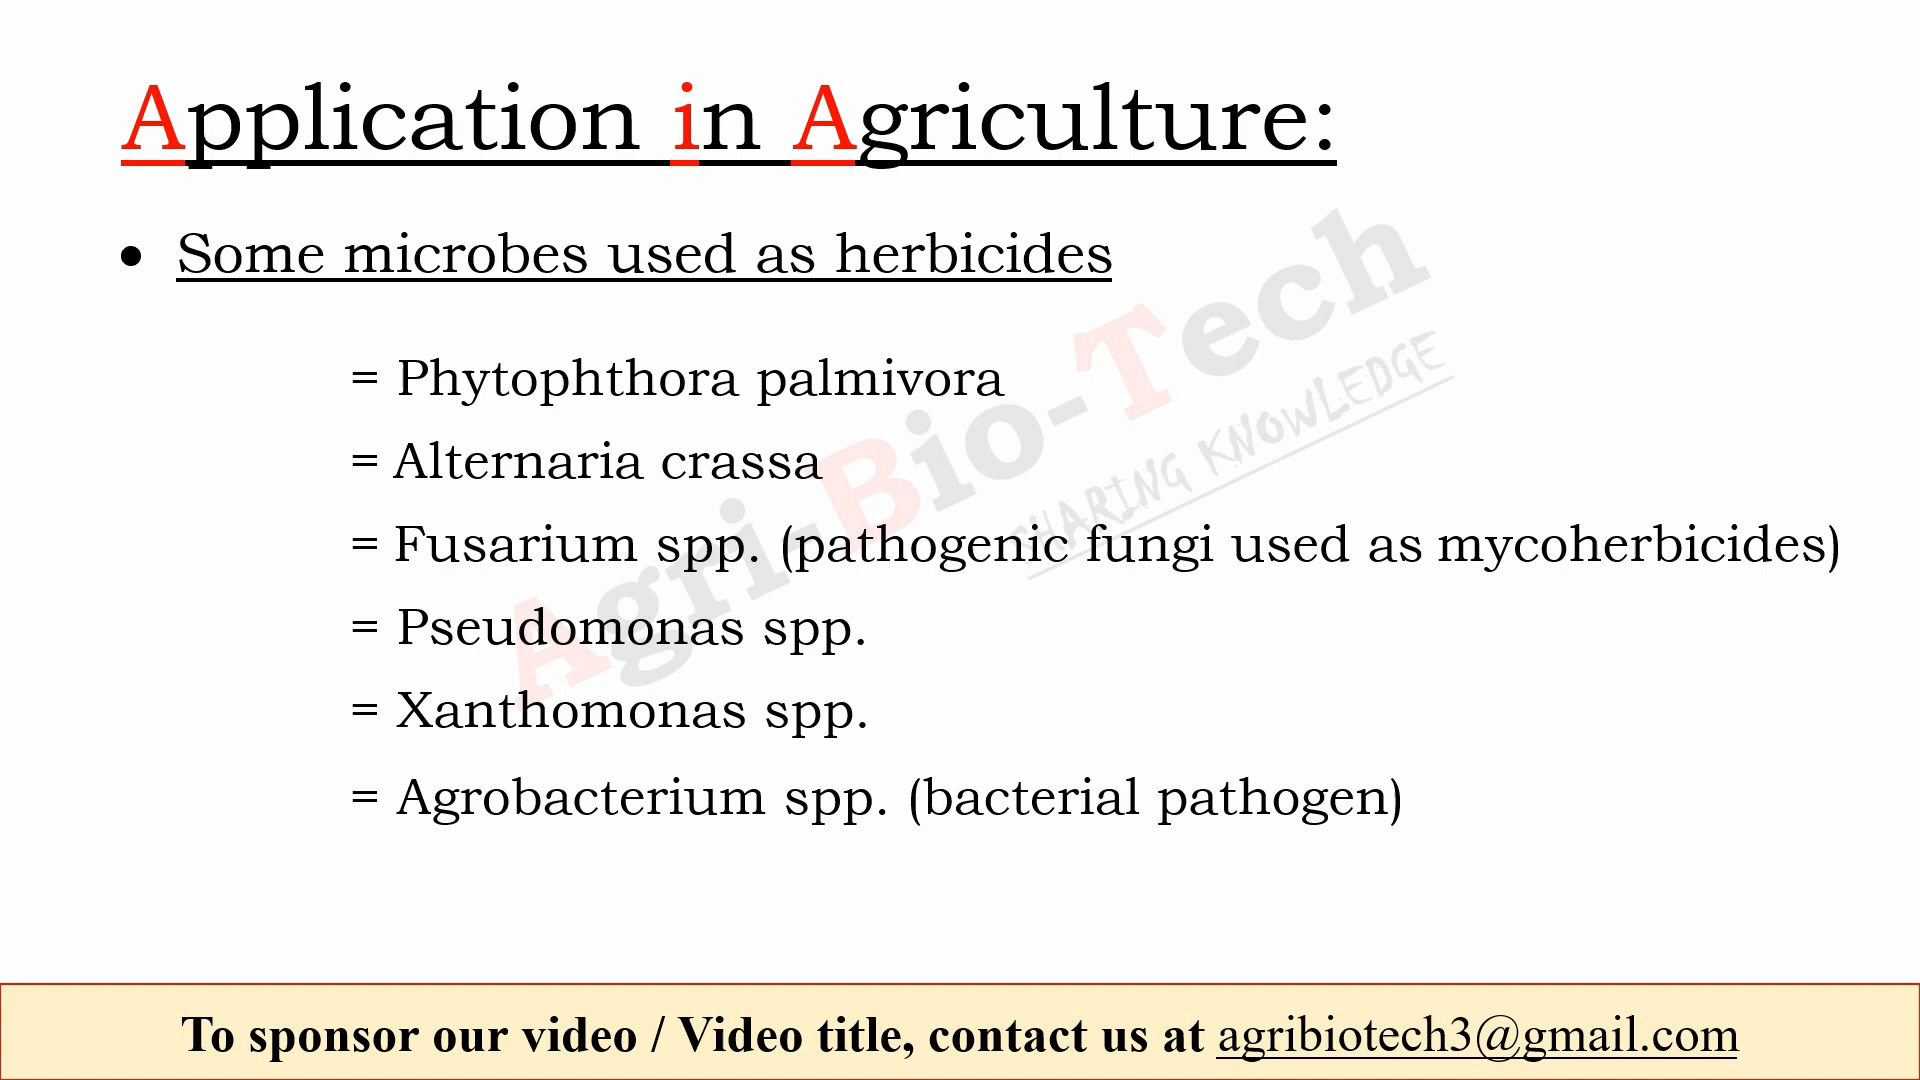 Application in Agriculture:
• Some microbes used as herbicides
= Phytophthora palmivora
= Alternaria crassa
= Fusarium spp. (pathogenic fungi used as mycoherbicides)
= Pseudomonas spp.
= Xanthomonas spp.
= Agrobacterium spp. (bacterial pathogen)
Agri-Bio-Tech
SHARING KNOWLEDGE
To sponsor our video / Video title, contact us at agribiotech3@gmail.com